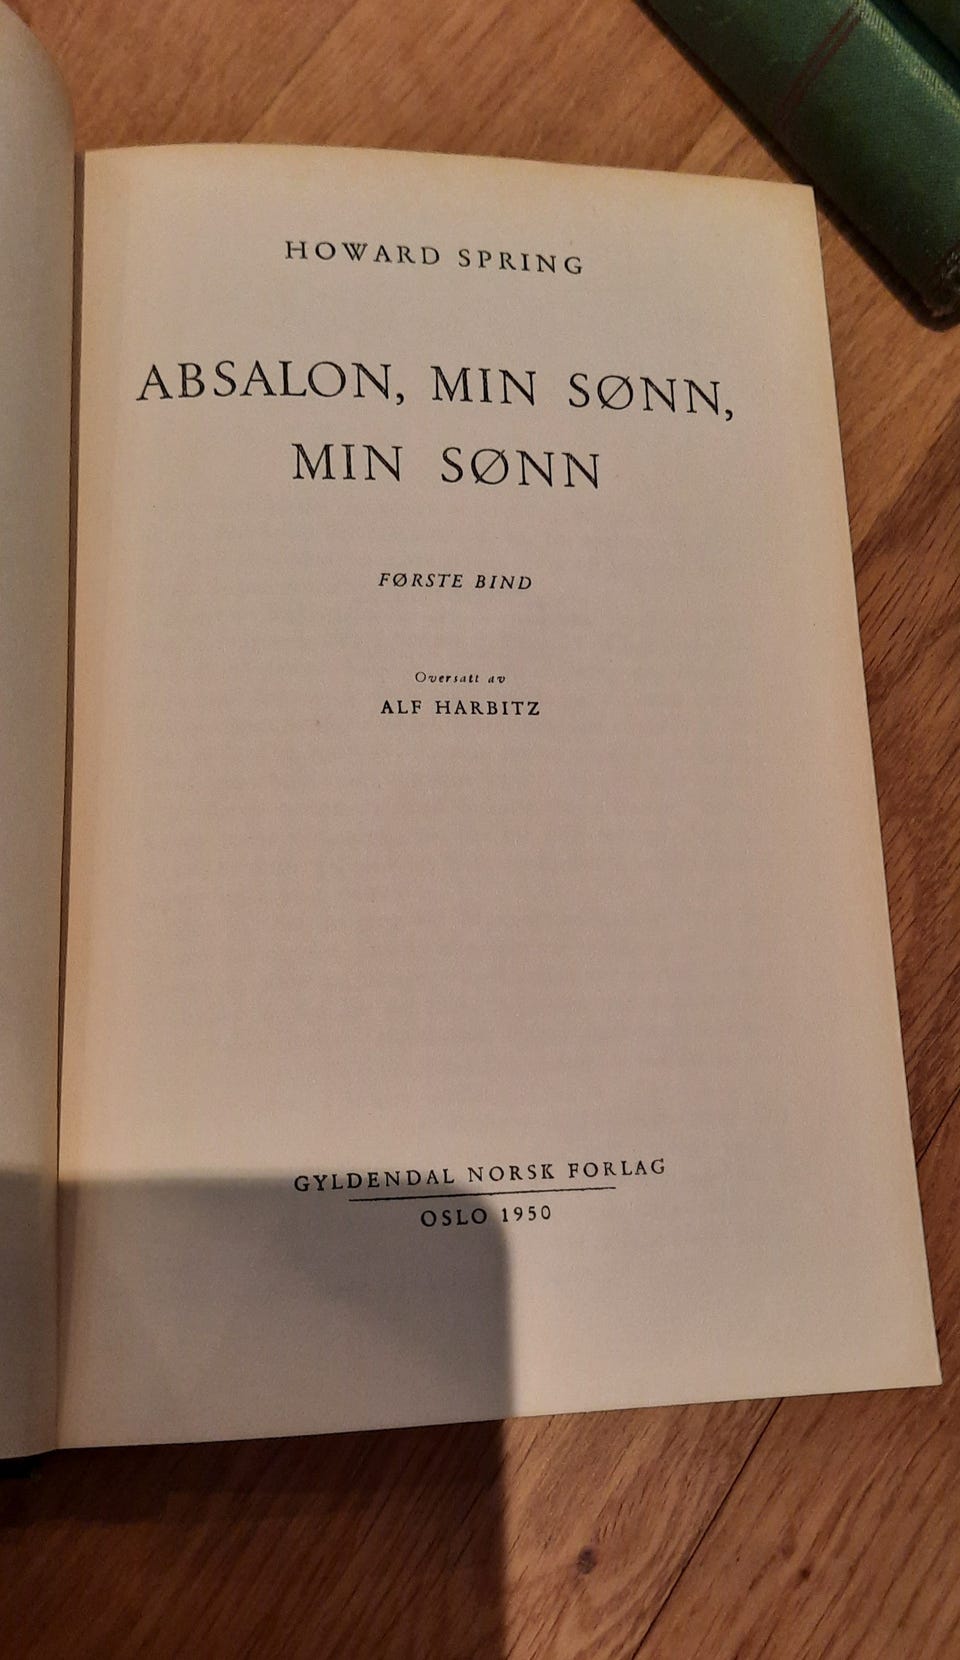 HOWARD SPRING
ABSALON, MIN SØNN,
MIN SØNN
FØRSTE BIND
Oversatt av
ALF HARBITZ
GYLDENDAL NORSK FORLAG
OSLO 1950